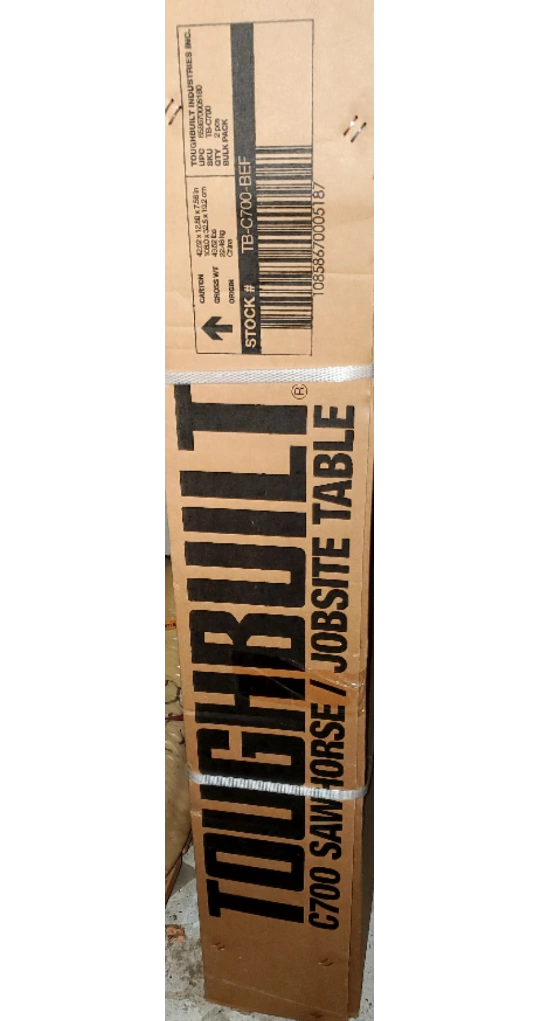 TOUGHBUILT®
C700 SAWHORSE / JOBSITE TABLE
TOUGHBUILT INDUSTRIES INC.
UPC
SKU TB-C700
QTY 2 pcs
BULK PACK
CARTON
GROSS WT
ORIGIN China
STOCK # TB-C700-BEF
10858670005187